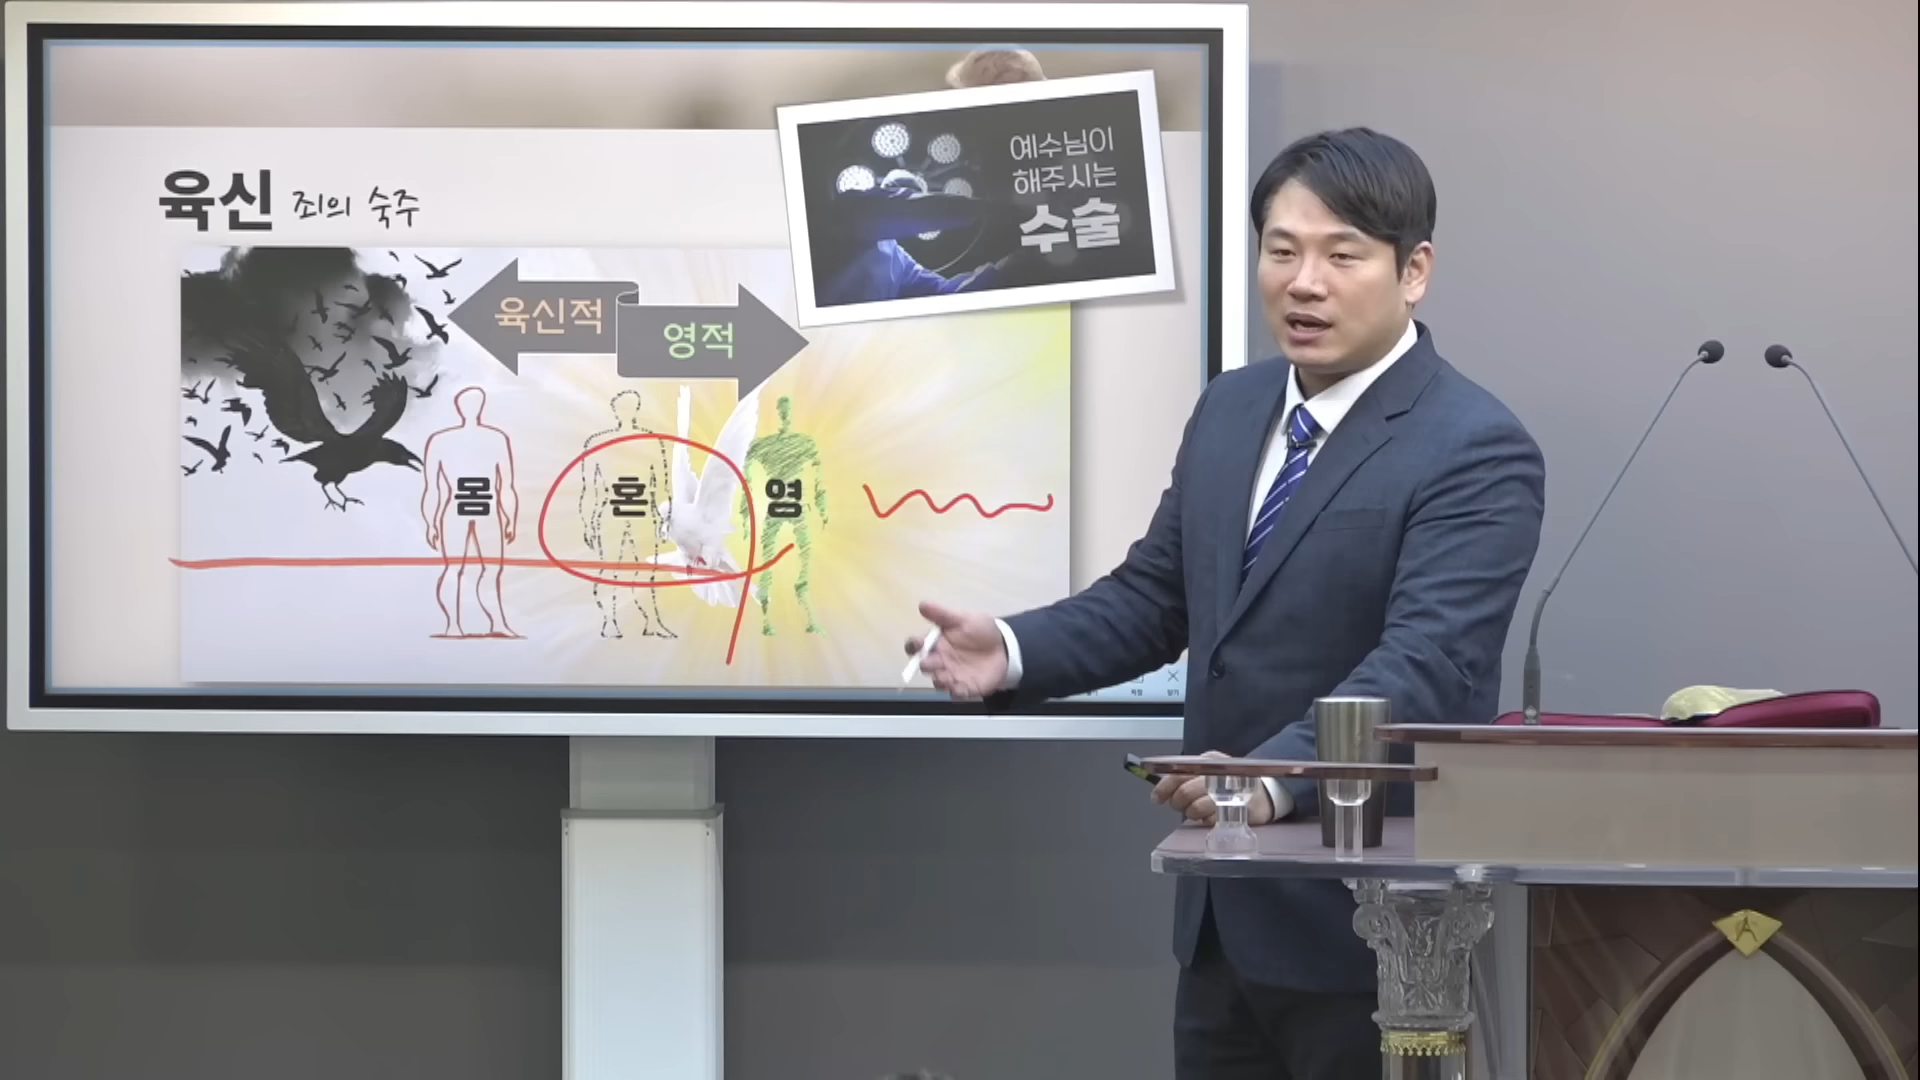 육신 죄의 숙주
예수님이
해주시는
수술
육신적
영적
몸
혼
영